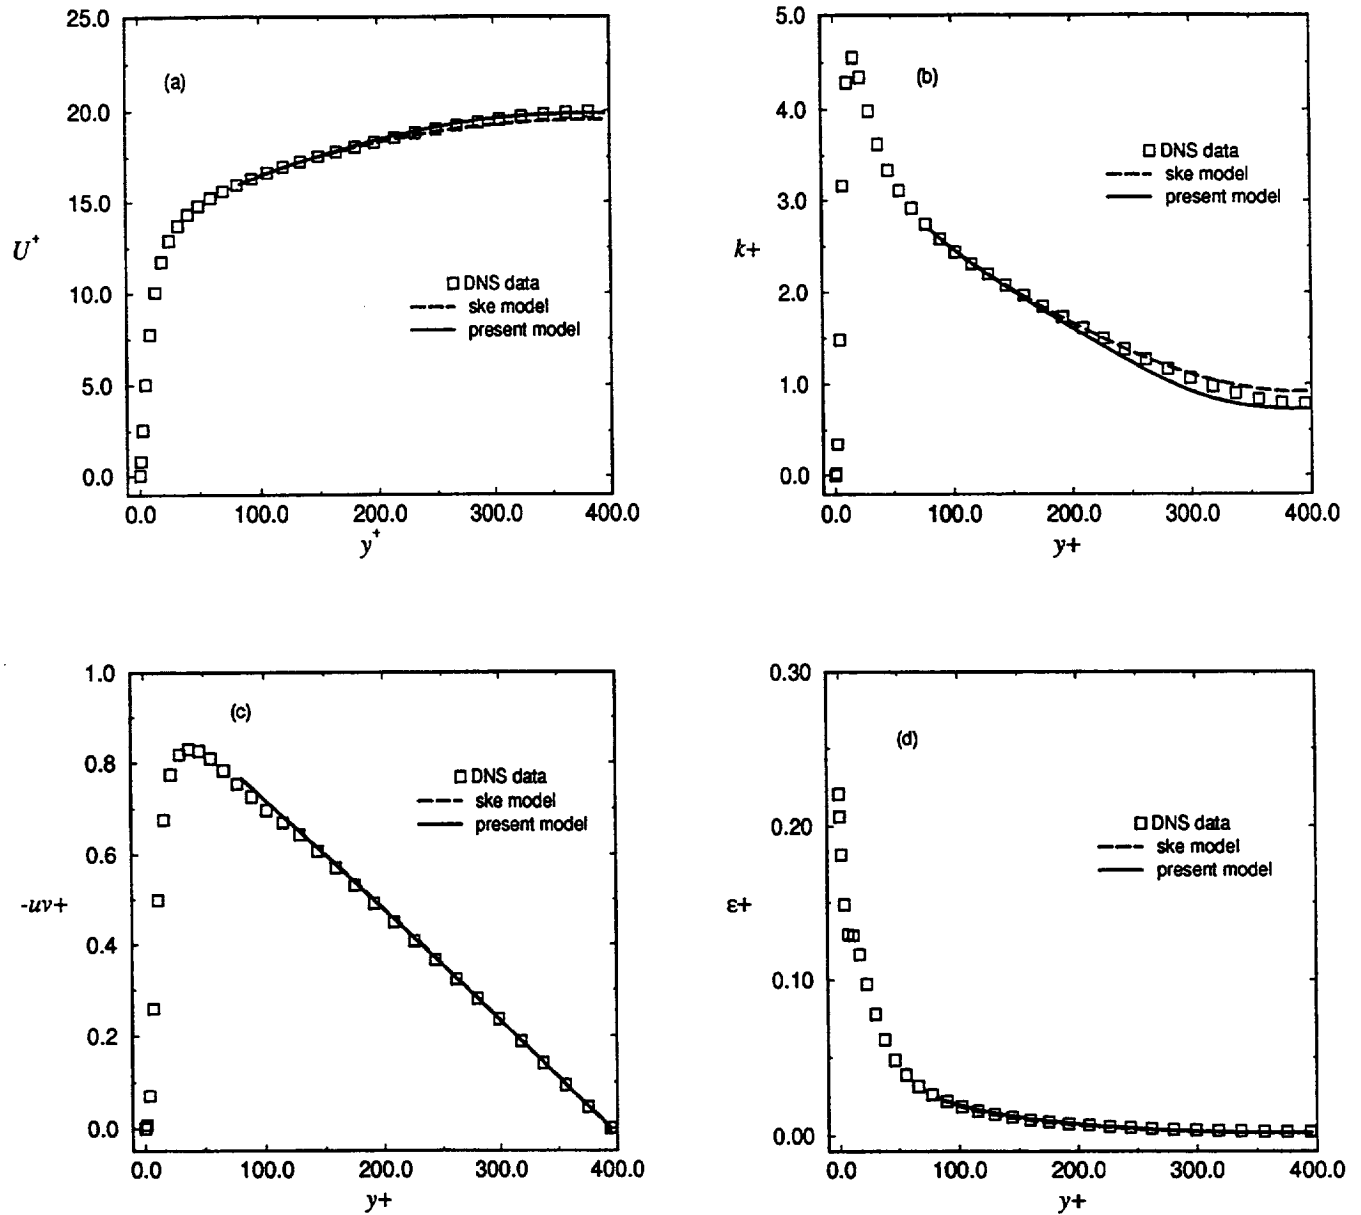 25.0
(a)
20.0
15.0
U+
10.0
DNS data
ske model
present model
5.0
0.0
0.0 100.0 200.0 300.0 400.0
y+
5.0
(b)
4.0
DNS data
ske model
present model
3.0
k+
2.0
1.0
0.0
0.0 100.0 200.0 300.0 400.0
y+
1.0
(c)
0.8
DNS data
ske model
present model
0.6
-uv+
0.4
0.2
0.0
0.0 100.0 200.0 300.0 400.0
y+
0.30
(d)
0.20
DNS data
ske model
present model
ε+
0.10
0.00
0.0 100.0 200.0 300.0 400.0
y+